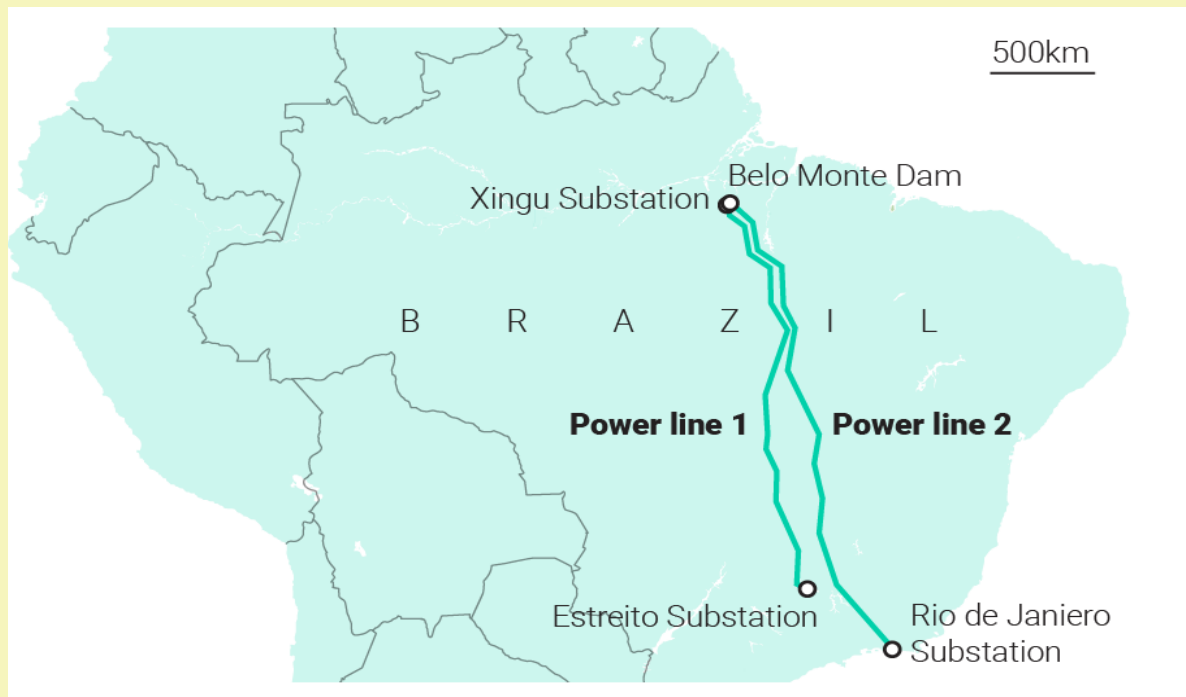 500km
Belo Monte Dam
Xingu Substation
B R A Z I L
Power line 1
Power line 2
Estreito Substation
Rio de Janiero
Substation